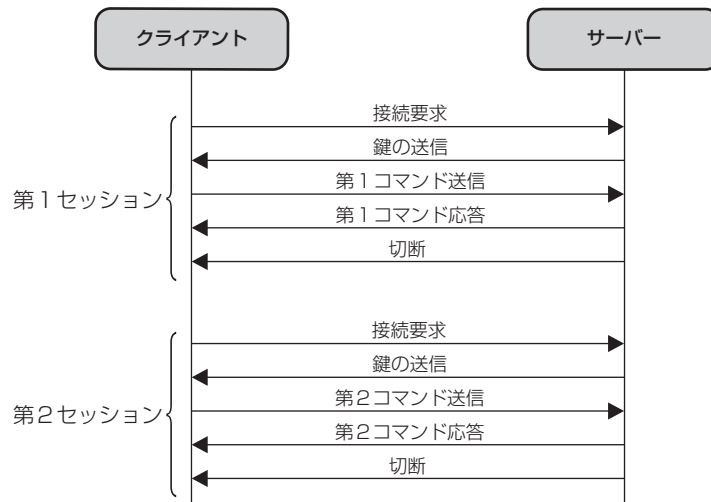 クライアント
サーバー
接続要求
鍵の送信
第1コマンド送信
第1コマンド応答
切断
第1セッション
接続要求
鍵の送信
第2コマンド送信
第2コマンド応答
切断
第2セッション